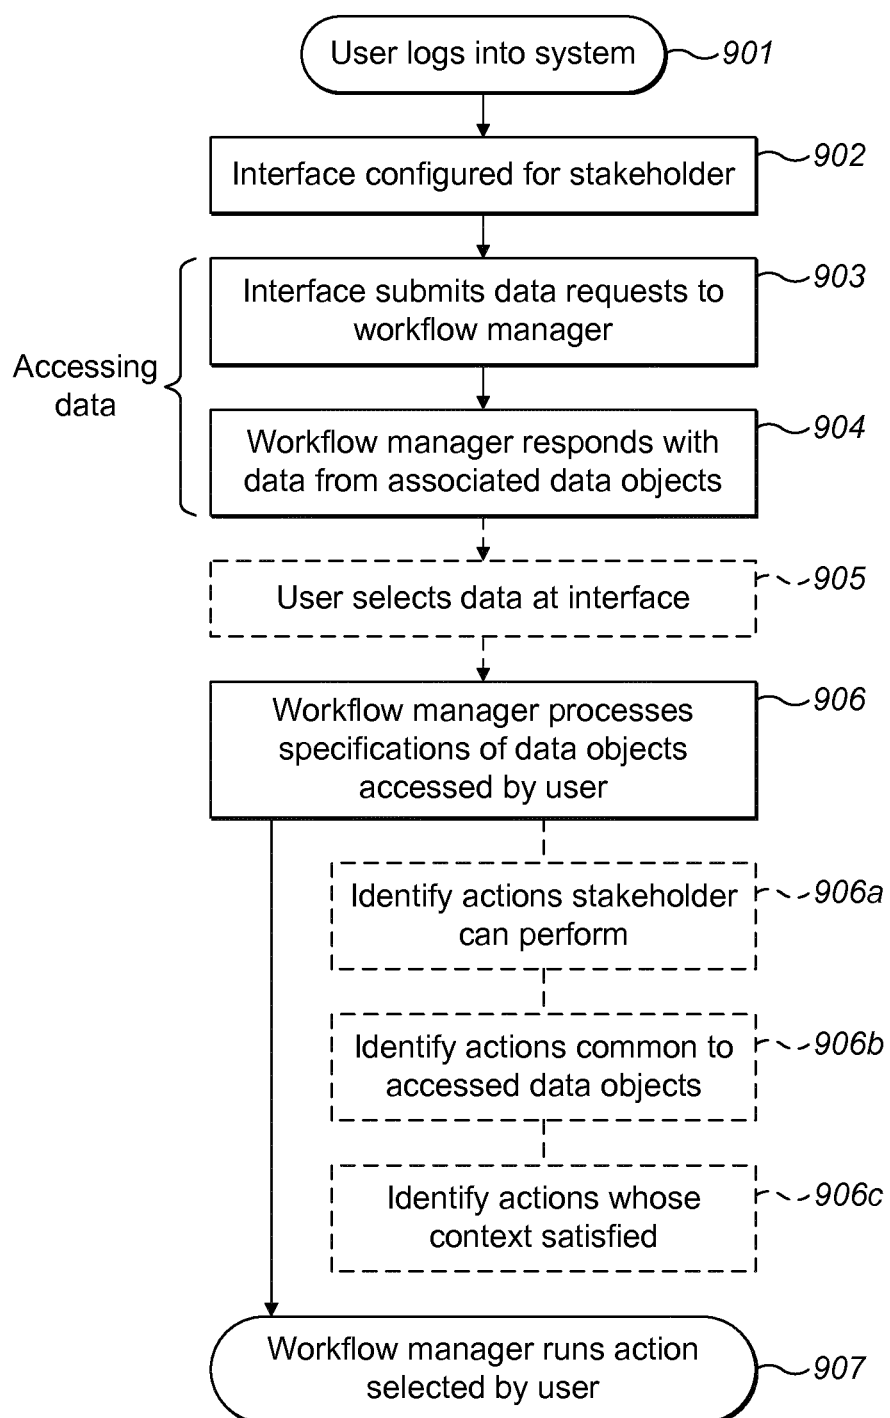 User logs into system
901
Interface configured for stakeholder
902
Accessing
data
Interface submits data requests to
workflow manager
903
Workflow manager responds with
data from associated data objects
904
User selects data at interface
905
Workflow manager processes
specifications of data objects
accessed by user
906
Identify actions stakeholder
can perform
906a
Identify actions common to
accessed data objects
906b
Identify actions whose
context satisfied
906c
Workflow manager runs action
selected by user
907